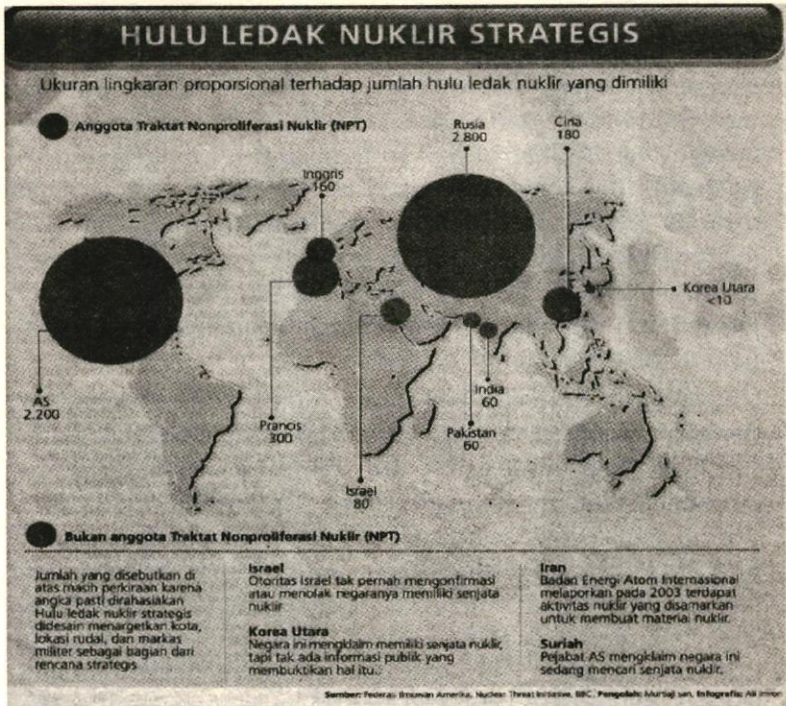 HULU LEDAK NUKLIR STRATEGIS
Ukuran lingkaran proporsional terhadap jumlah hulu ledak nuklir yang dimiliki
Anggota Traktat Nonproliferasi Nuklir (NPT)
Rusia
2.800
Cina
180
Inggris
160
Korea Utara
<10
AS
2.200
Prancis
300
India
60
Pakistan
60
Israel
80
Bukan anggota Traktat Nonproliferasi Nuklir (NPT)
Jumlah yang disebutkan di
atas masih perkiraan karena
angka pasti dirahasiakan
Hulu ledak nuklir strategis
didesain menargetkan kota,
lokasi rudal, dan markas
militer sebagai bagian dari
rencana strategis
Israel
Otoritas Israel tak pernah mengonfirmasi
atau menolak negaranya memiliki senjata
nuklir
Korea Utara
Negara ini mengklaim memiliki senjata nuklir,
tapi tak ada informasi publik yang
membuktikan hal itu.
Iran
Badan Energi Atom Internasional
melaporkan pada 2003 terdapat
aktivitas nuklir yang disamarkan
untuk membuat material nuklir.
Suriah
Pejabat AS mengklaim negara ini
sedang mencari senjata nuklir.
Sumber: Federasi Ilmuwan Amerika, Nuclear Threat Initiative, BBC, Pengolah: Murtiaji san, Infografis: Ali Imron